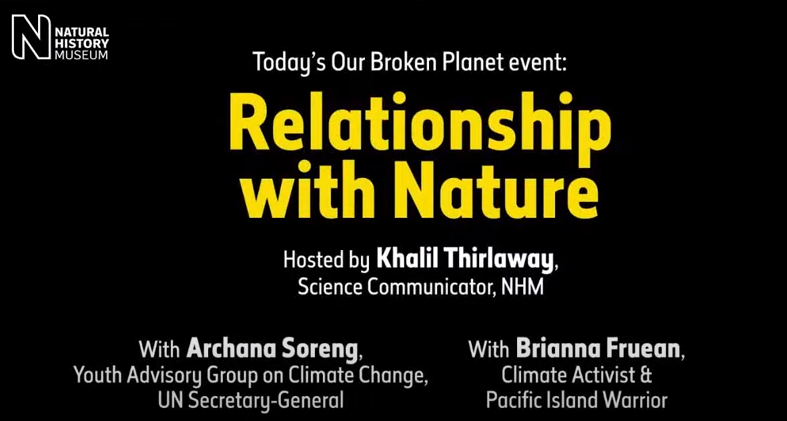 NATURAL
HISTORY
MUSEUM
Today's Our Broken Planet event:
Relationship
with Nature
Hosted by Khalil Thirlaway,
Science Communicator, NHM
With Archana Soreng,
Youth Advisory Group on Climate Change,
UN Secretary-General
With Brianna Fruean,
Climate Activist &
Pacific Island Warrior